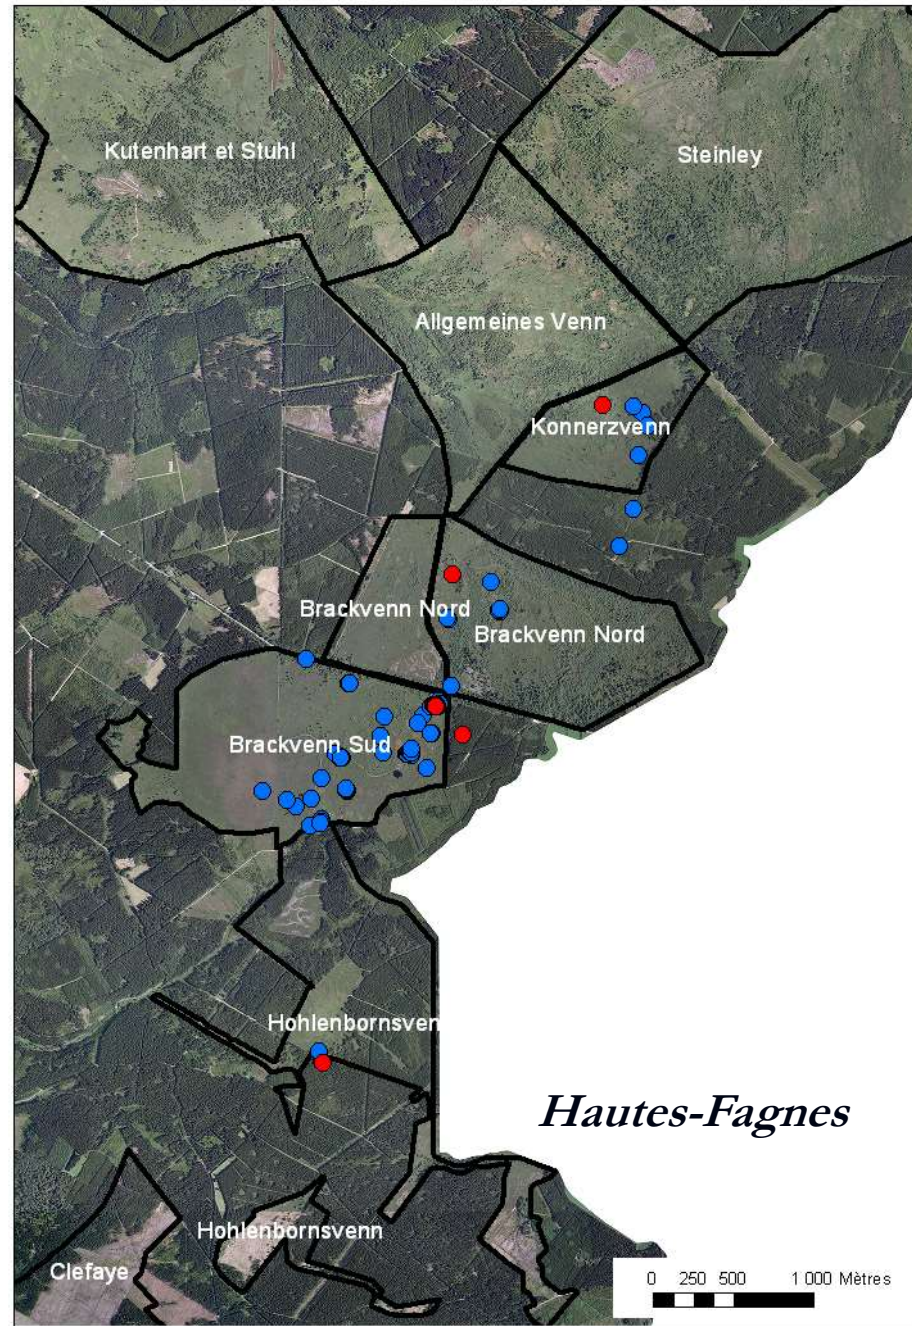 Kutenhart et Stuhl
Steinley
Allgemeines Venn
Konnerzvenn
Brackvenn Nord
Brackvenn Nord
Brackvenn Sud
Hohlenbornsven
Hautes-Fagnes
Hohlenbornsvenn
Clefaye
0 250 500 1 000 Mètres